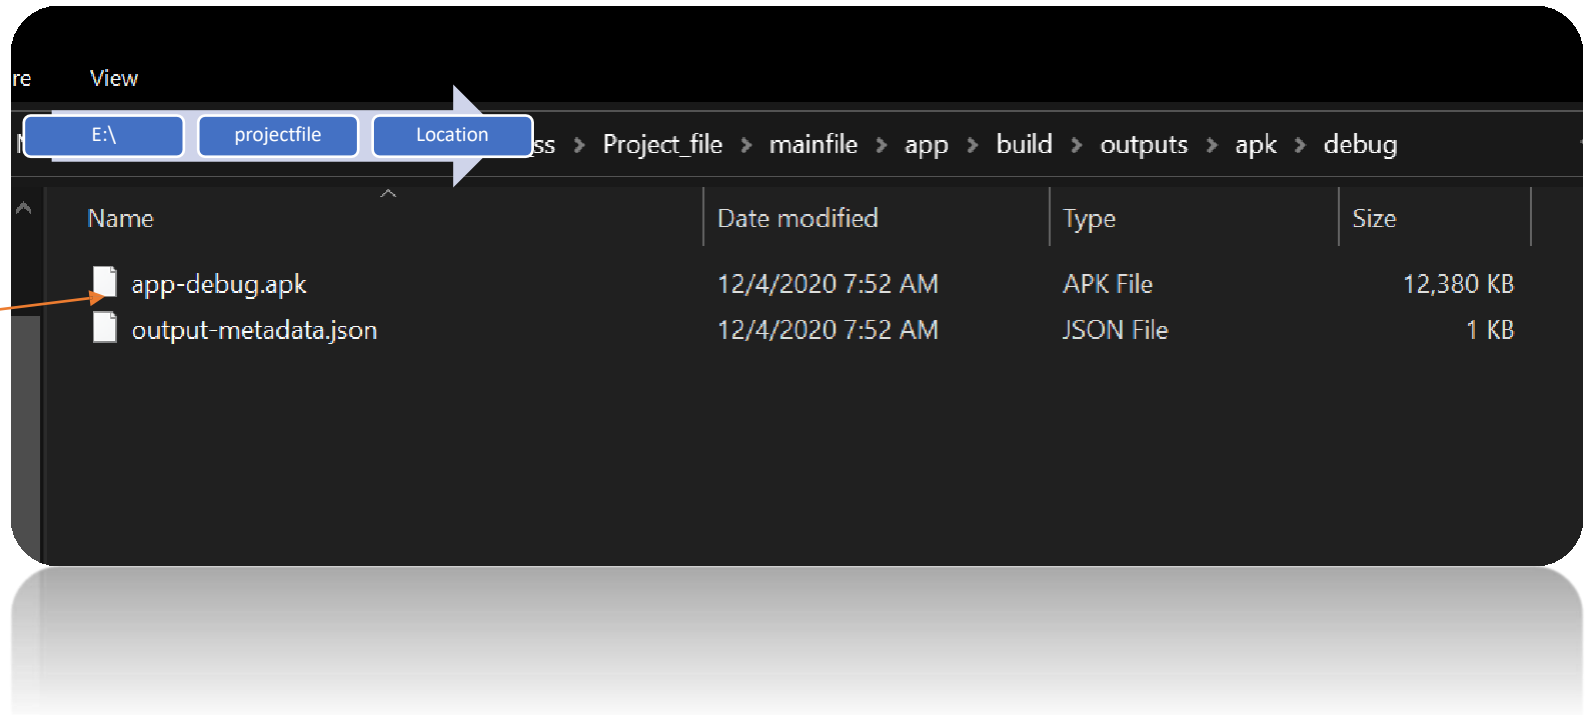 re View
E:\ projectfile Location ss > Project_file > mainfile > app > build > outputs > apk > debug
Name Date modified Type Size
app-debug.apk 12/4/2020 7:52 AM APK File 12,380 KB
output-metadata.json 12/4/2020 7:52 AM JSON File 1 KB